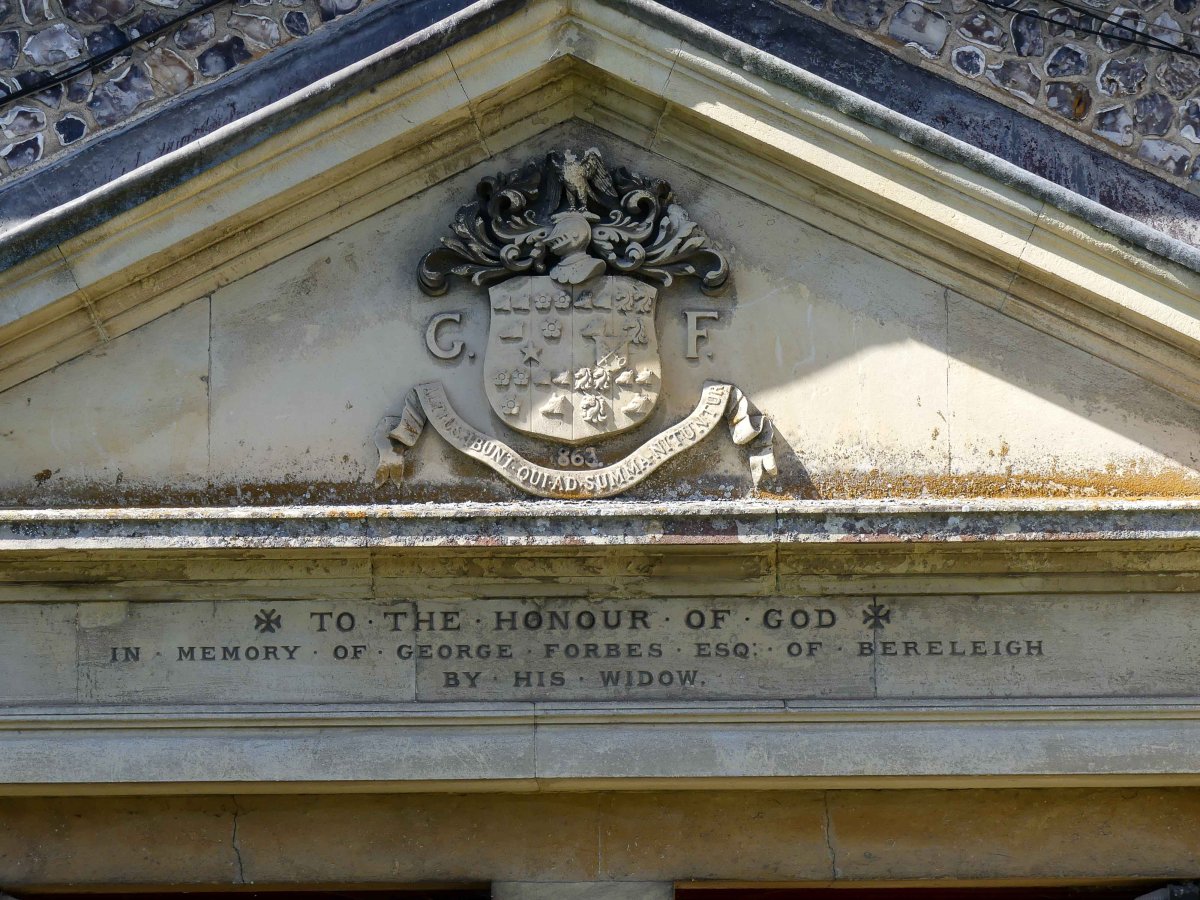 G. F.
ALTIUS·IBUNT·QUI·AD·SUMMA·NITUNTUR
863.
TO · THE · HONOUR · OF · GOD
IN · MEMORY · OF · GEORGE · FORBES · ESQ: · OF · BERELEIGH
BY · HIS · WIDOW.